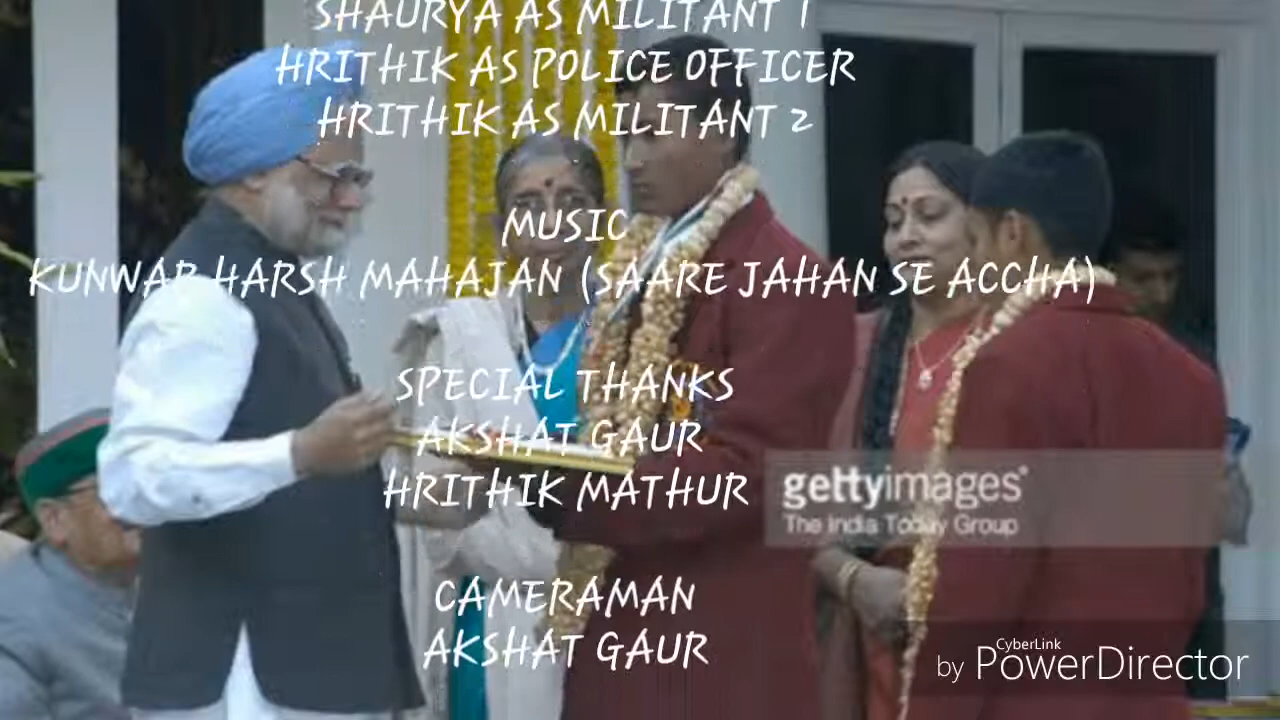 SHAURYA AS MILITANT 1
HRITHIK AS POLICE OFFICER
HRITHIK AS MILITANT 2
MUSIC
KUNWAR HARSH MAHAJAN (SAARE JAHAN SE ACCHA)
SPECIAL THANKS
AKSHAT GAUR
HRITHIK MATHUR
gettyimages®
The India Today Group
CAMERAMAN
AKSHAT GAUR
CyberLink
by PowerDirector